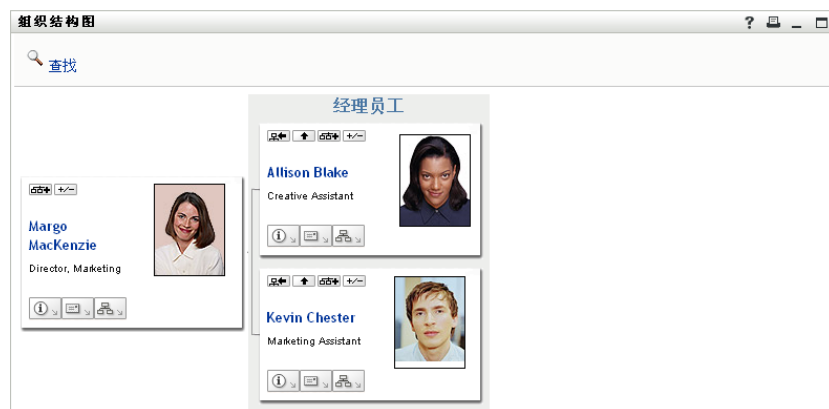 组织结构图
查找
经理员工
Margo
MacKenzie
Director, Marketing
Allison Blake
Creative Assistant
Kevin Chester
Marketing Assistant